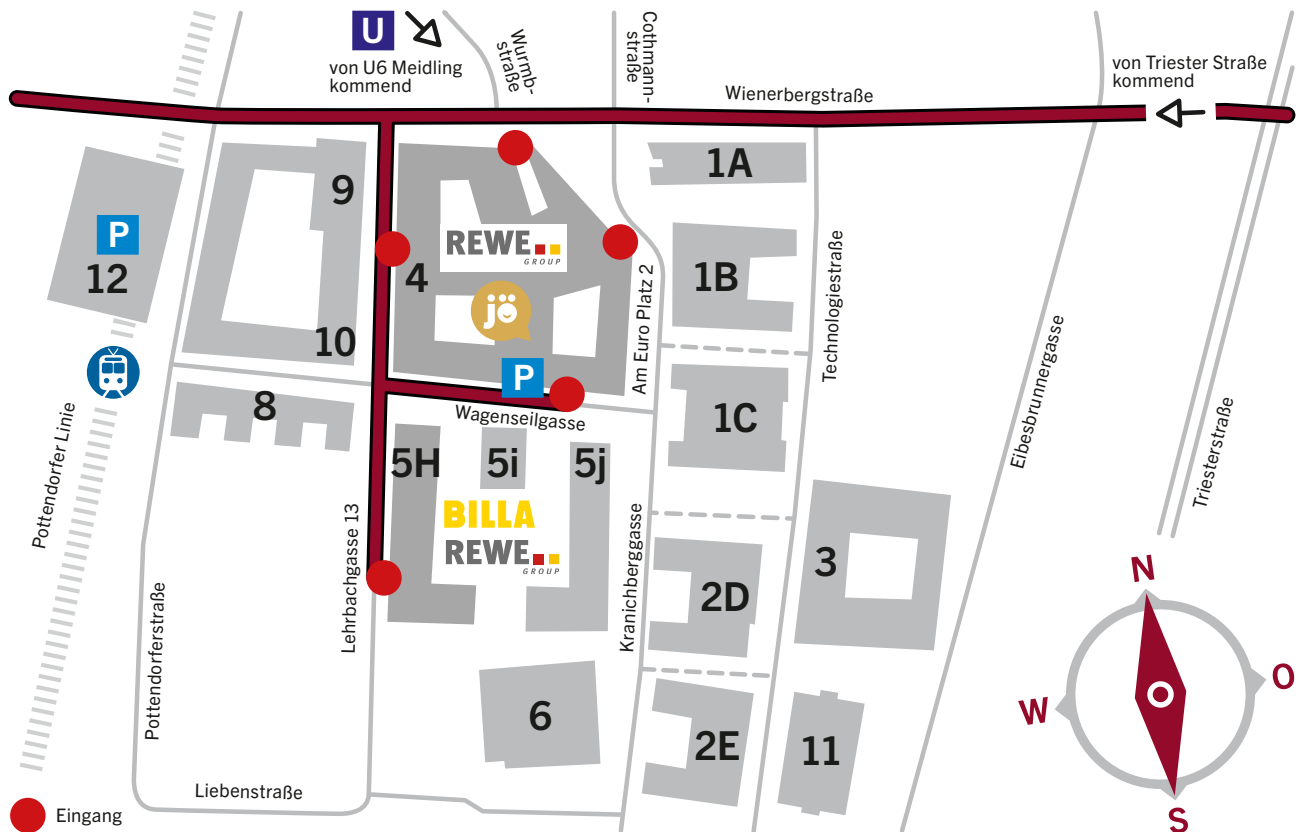 U
von U6 Meidling
kommend
Wurmb-
straße
Cothmann-
straße
Wienerbergstraße
von Triester Straße
kommend
9
10
P
12
4
REWE
GROUP
jö
P
Am Euro Platz 2
1A
1B
1C
Technologiestraße
Eibesbrunnergasse
Triesterstraße
Pottendorfer Linie
8
Wagenseilgasse
5H
5i
5j
BILLA
REWE
GROUP
Lehrbachgasse 13
Kranichberggasse
2D
3
Pottendorferstraße
6
2E
11
Liebenstraße
Eingang
N
O
W
S